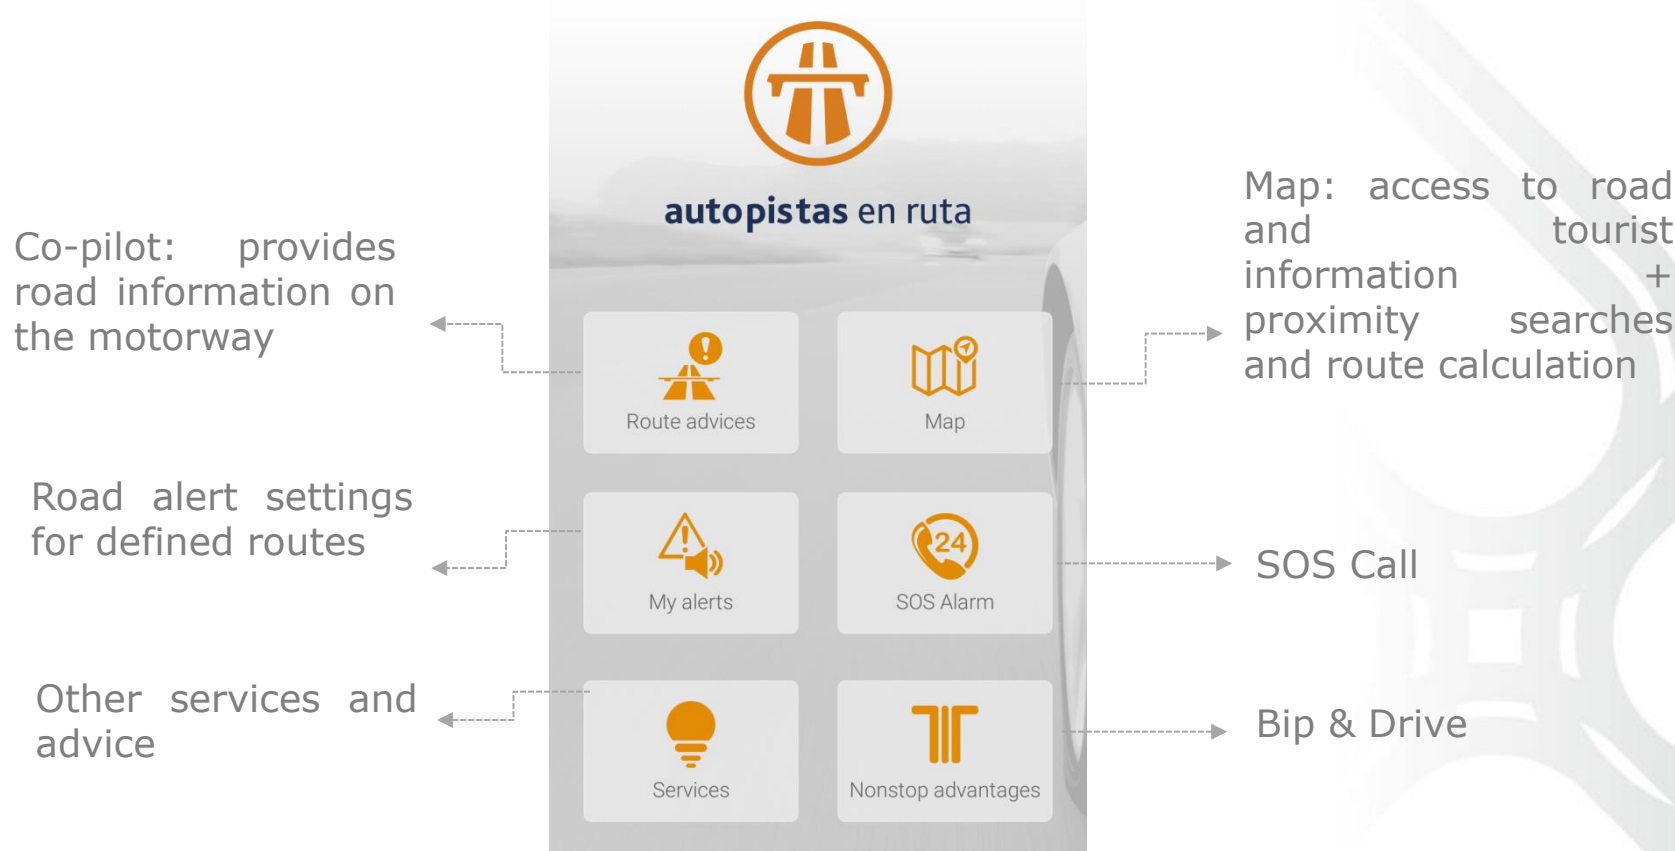 autopistas en ruta
Co-pilot: provides
road information on
the motorway
Map: access to road
and tourist
information +
proximity searches
and route calculation
Route advices
Map
Road alert settings
for defined routes
My alerts
24
SOS Alarm
SOS Call
Other services and
advice
Services
Nonstop advantages
Bip & Drive